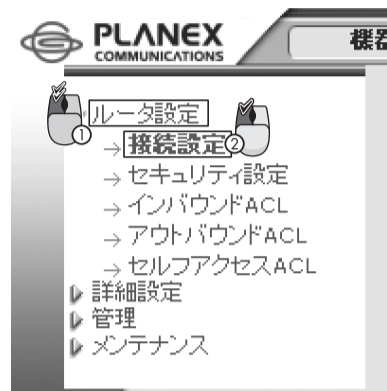 PLANEX
COMMUNICATIONS
機器
ルータ設定
①
→ 接続設定 ②
→ セキュリティ設定
→ インバウンドACL
→ アウトバウンドACL
→ セルフアクセスACL
詳細設定
管理
メンテナンス